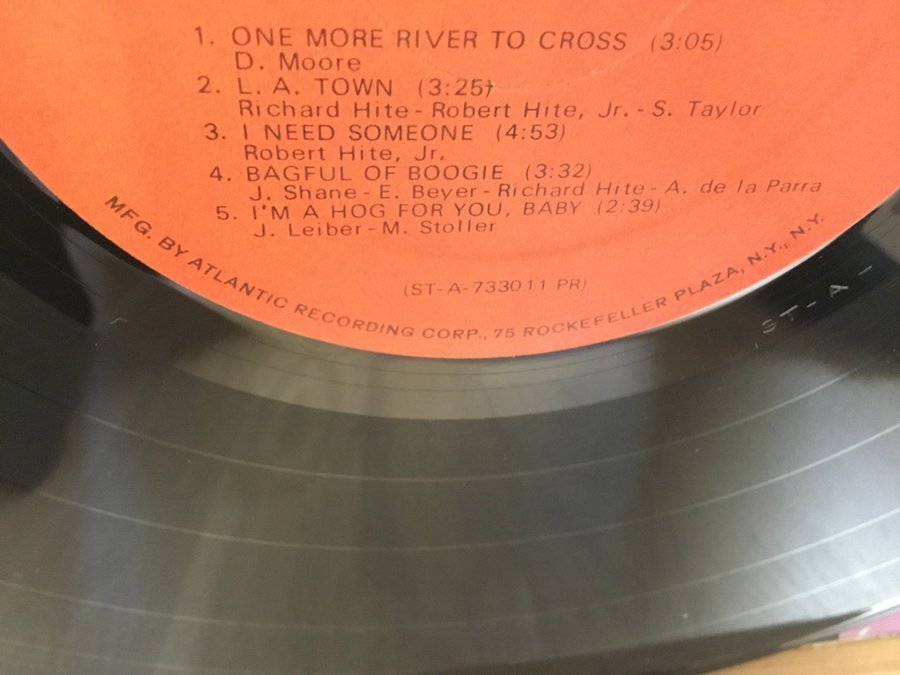 1. ONE MORE RIVER TO CROSS (3:05)
D. Moore
2. L. A. TOWN (3:25)
Richard Hite - Robert Hite, Jr. - S. Taylor
3. I NEED SOMEONE (4:53)
Robert Hite, Jr.
4. BAGFUL OF BOOGIE (3:32)
J. Shane - E. Beyer - Richard Hite - A. de la Parra
5. I'M A HOG FOR YOU, BABY (2:39)
J. Leiber - M. Stoller
(ST-A-733011 PR)
MFG. BY ATLANTIC RECORDING CORP., 75 ROCKEFELLER PLAZA, N.Y., N.Y.
ST-A-